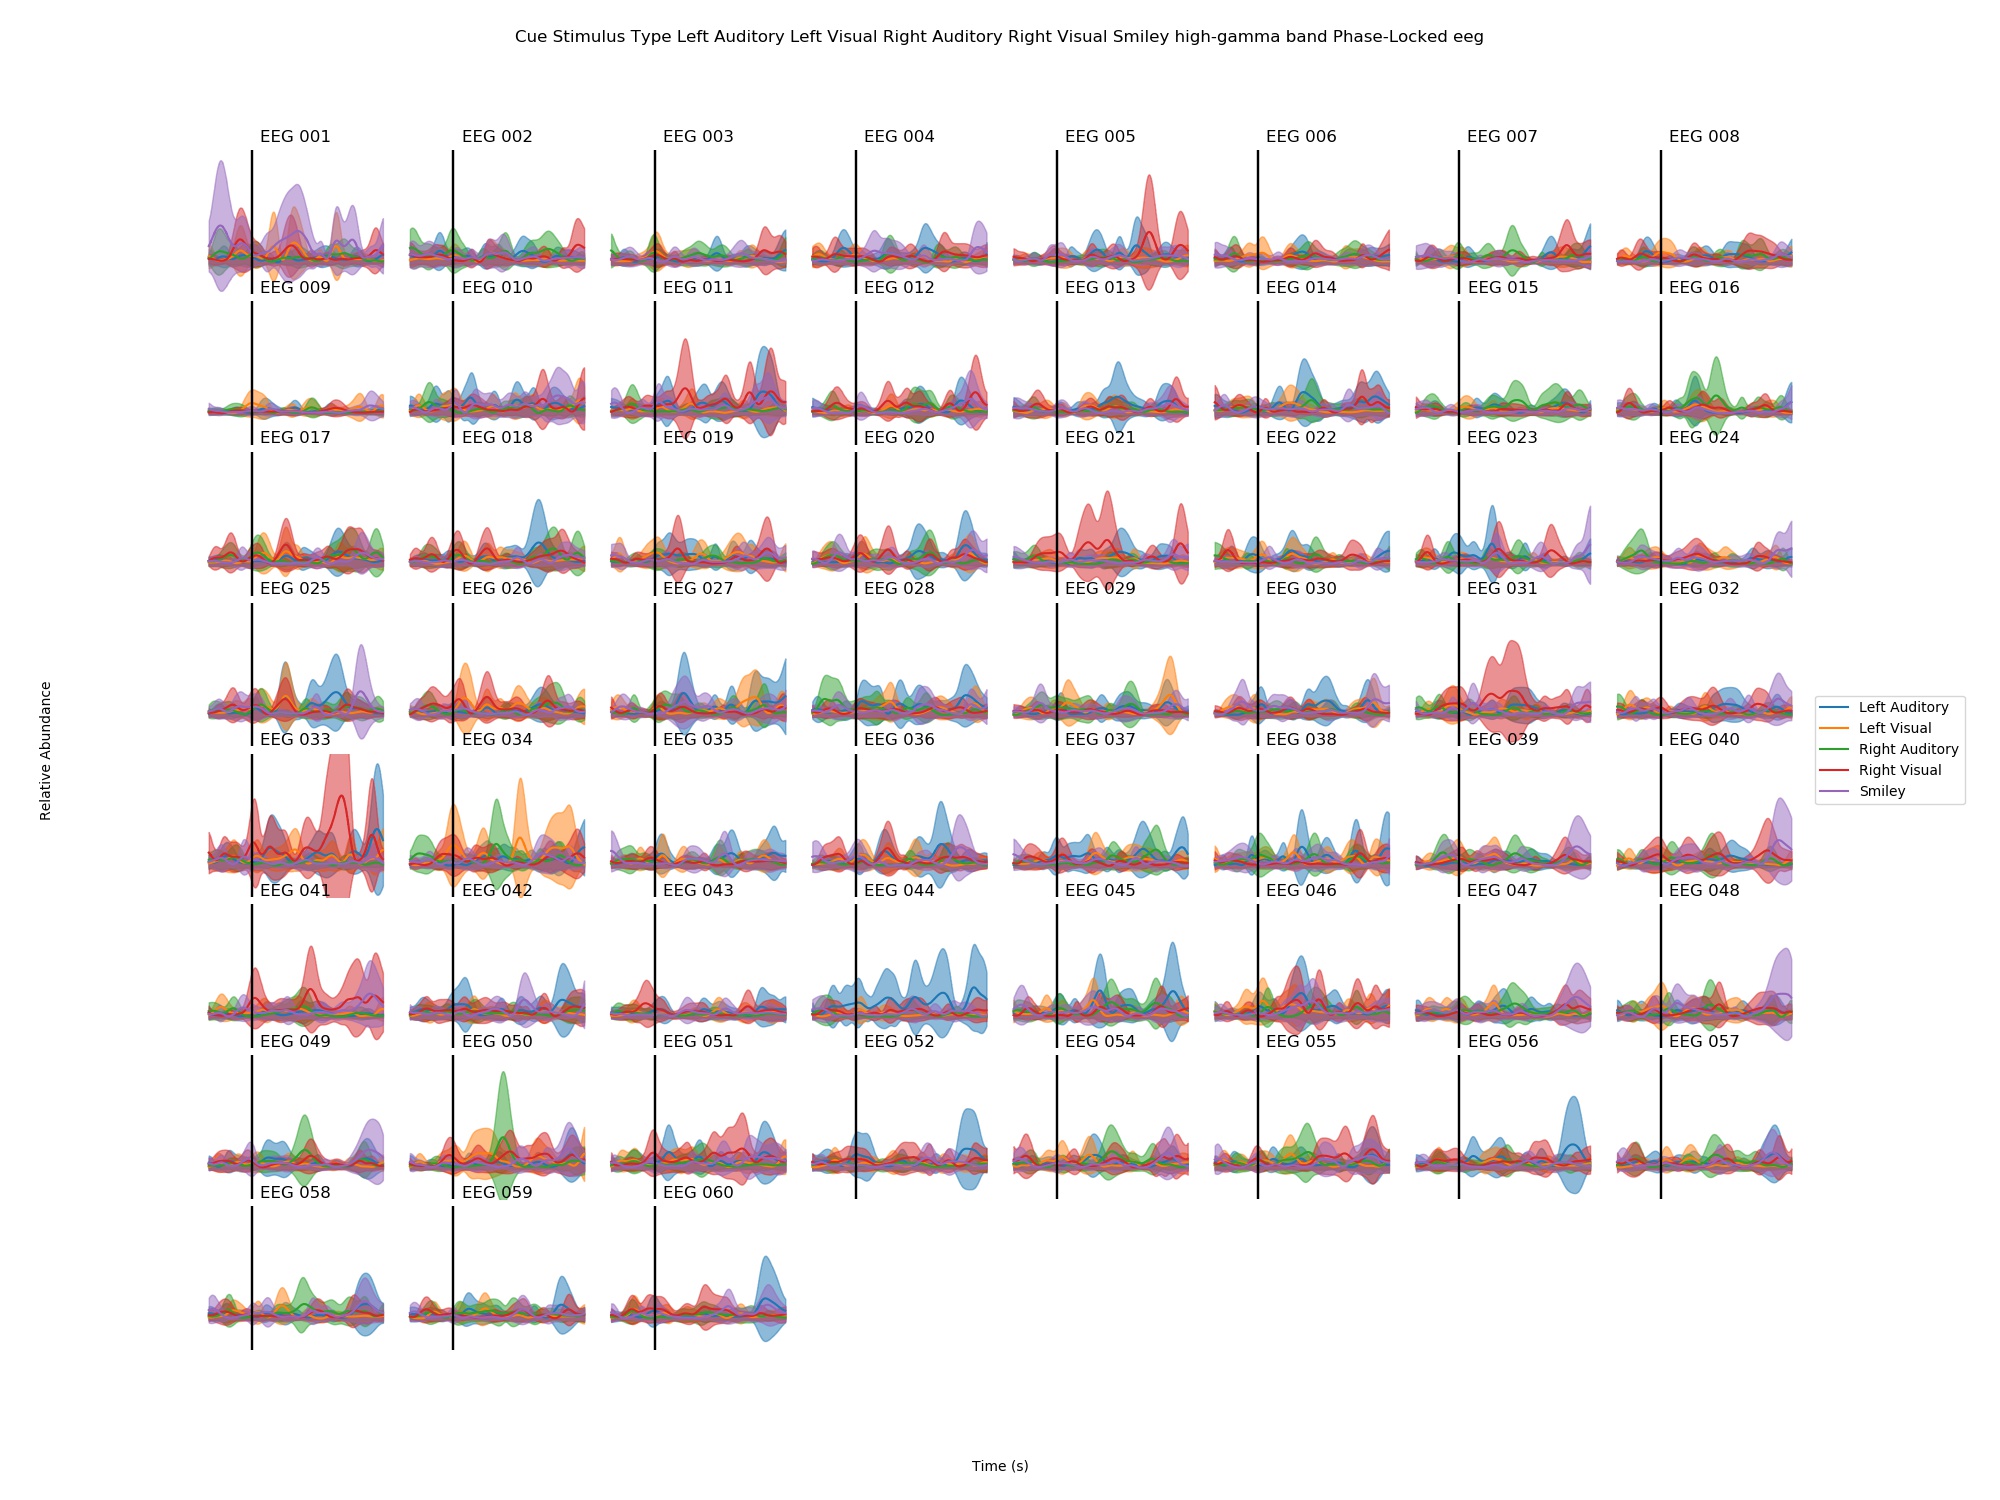 Cue Stimulus Type Left Auditory Left Visual Right Auditory Right Visual Smiley high-gamma band Phase-Locked eeg
EEG 001 EEG 002 EEG 003 EEG 004 EEG 005 EEG 006 EEG 007 EEG 008
EEG 009 EEG 010 EEG 011 EEG 012 EEG 013 EEG 014 EEG 015 EEG 016
EEG 017 EEG 018 EEG 019 EEG 020 EEG 021 EEG 022 EEG 023 EEG 024
EEG 025 EEG 026 EEG 027 EEG 028 EEG 029 EEG 030 EEG 031 EEG 032
EEG 033 EEG 034 EEG 035 EEG 036 EEG 037 EEG 038 EEG 039 EEG 040
EEG 041 EEG 042 EEG 043 EEG 044 EEG 045 EEG 046 EEG 047 EEG 048
EEG 049 EEG 050 EEG 051 EEG 052 EEG 054 EEG 055 EEG 056 EEG 057
EEG 058 EEG 059 EEG 060
Relative Abundance
Left Auditory
Left Visual
Right Auditory
Right Visual
Smiley
Time (s)